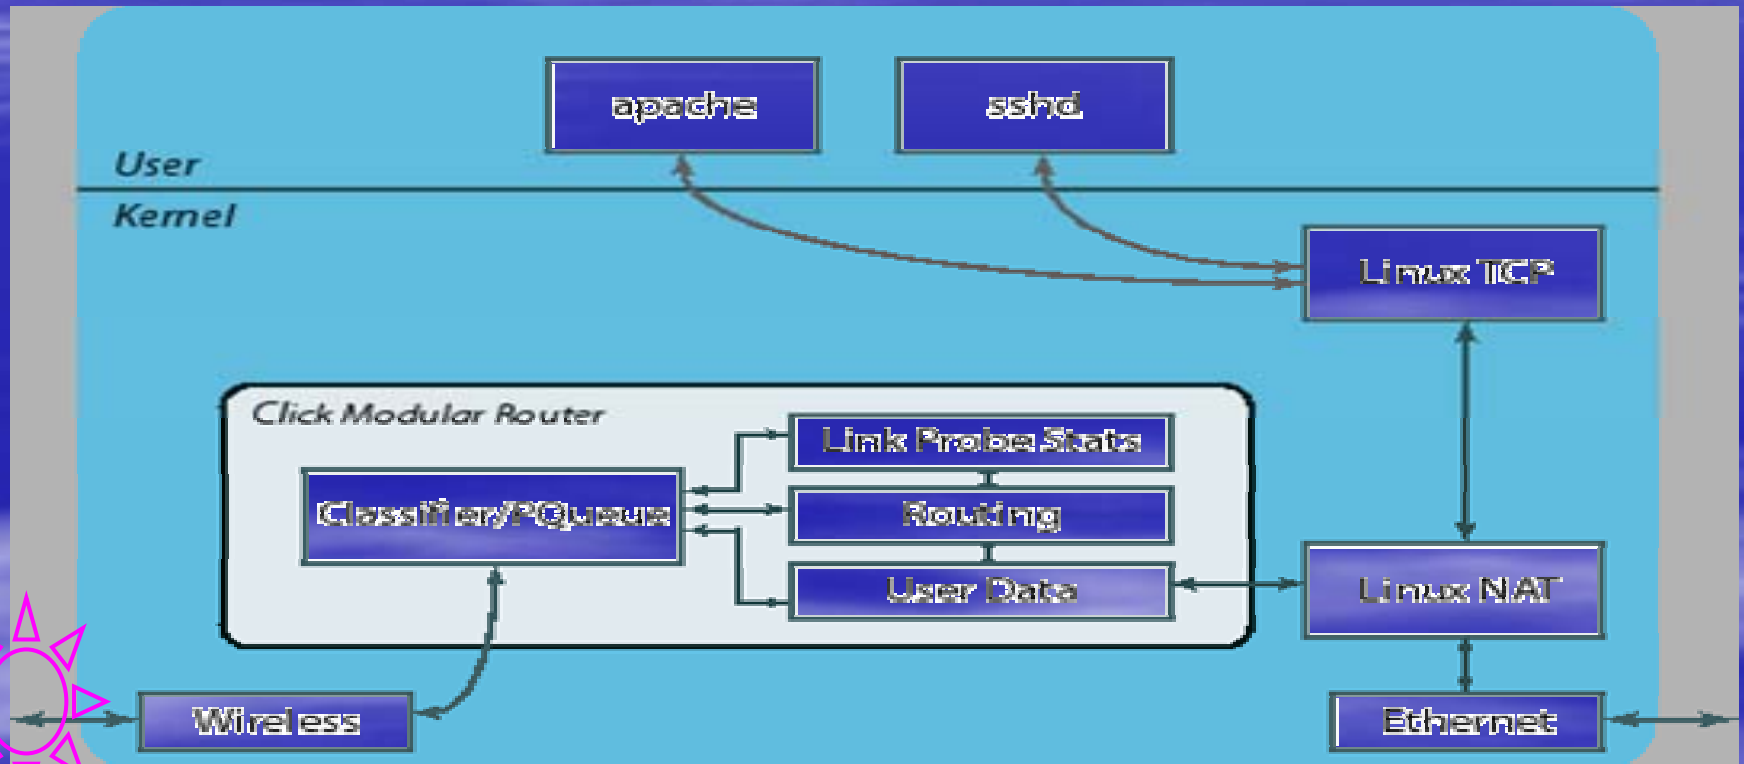 apache
sshd
User
Kernel
Linux TCP
Click Modular Router
Link Probe Stats
Classifier/PQueue
Routing
User Data
Linux NAT
Wireless
Ethernet